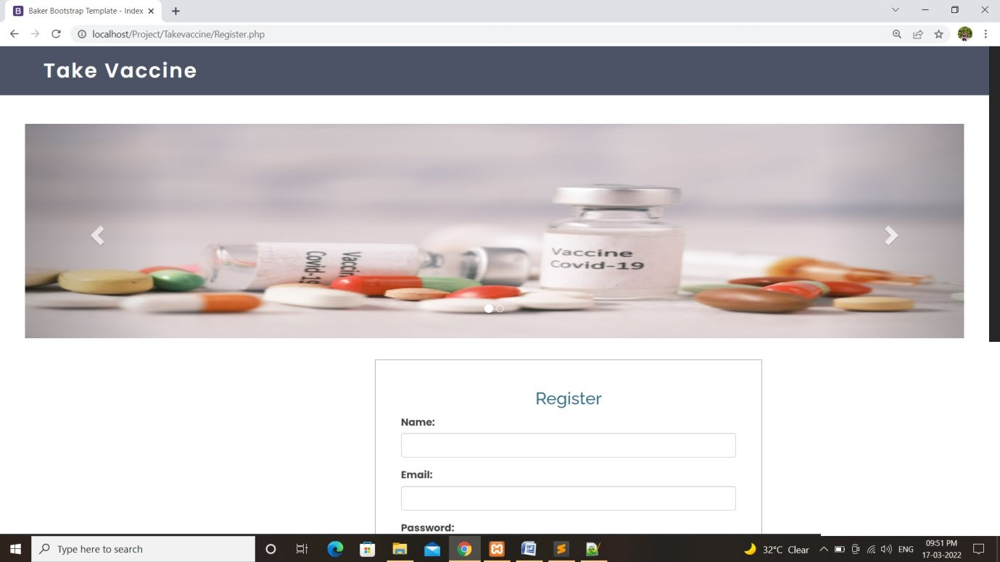 Baker Bootstrap Template - Index
localhost/Project/Takevaccine/Register.php
Take Vaccine
Vaccine
Covid-19
Vaccin
Covid-19
Register
Name:
Email:
Password:
Type here to search
32°C Clear
ENG
09:51 PM
17-03-2022